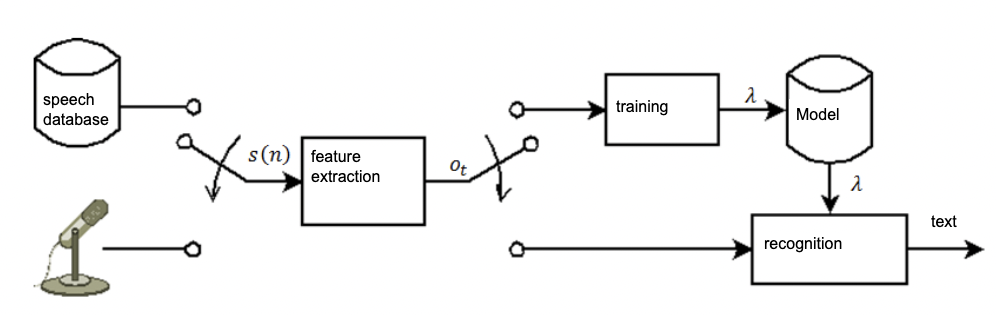 speech
database
s(n)
feature
extraction
o_t
training
λ
Model
λ
recognition
text